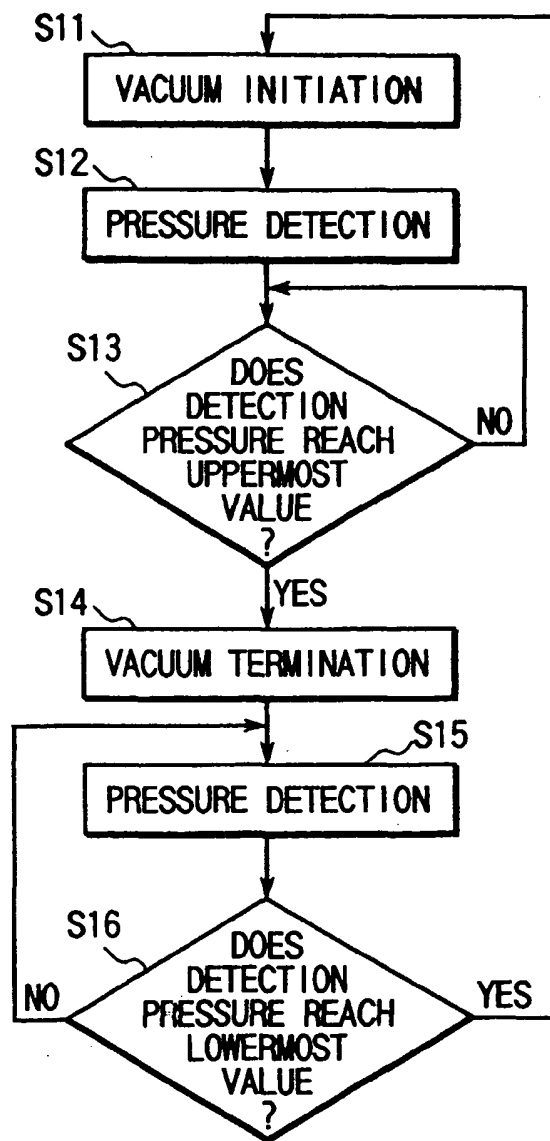 S11
VACUUM INITIATION
S12
PRESSURE DETECTION
S13
DOES
DETECTION
PRESSURE REACH
UPPERMOST
VALUE
?
NO
YES
S14
VACUUM TERMINATION
S15
PRESSURE DETECTION
S16
DOES
DETECTION
PRESSURE REACH
LOWERMOST
VALUE
?
NO
YES